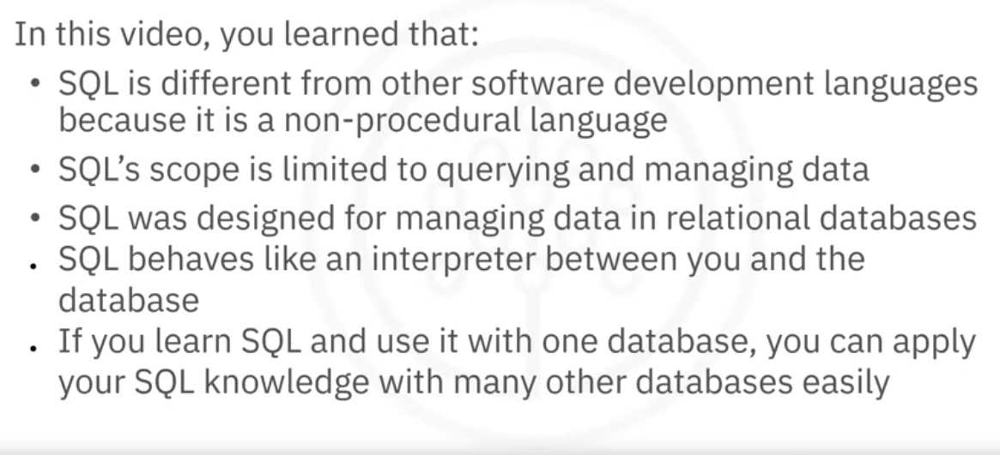 In this video, you learned that:
• SQL is different from other software development languages
because it is a non-procedural language
• SQL’s scope is limited to querying and managing data
• SQL was designed for managing data in relational databases
. SQL behaves like an interpreter between you and the
database
. If you learn SQL and use it with one database, you can apply
your SQL knowledge with many other databases easily